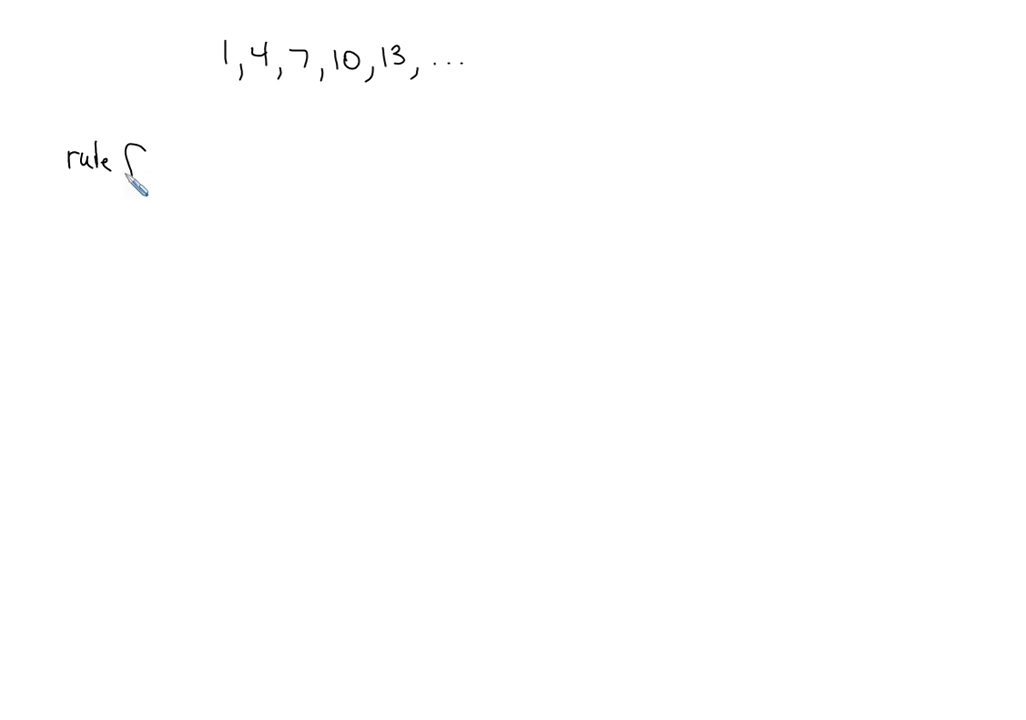 1, 4, 7, 10, 13, ...
rule